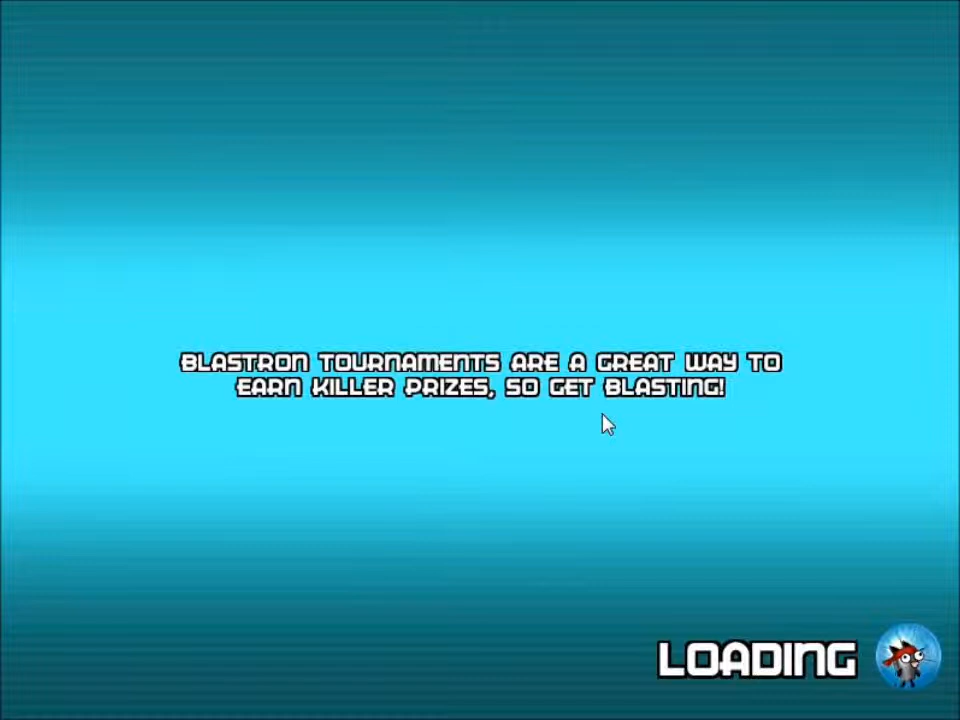 BLASTRON TOURNAMENTS ARE A GREAT WAY TO
EARN KILLER PRIZES, SO GET BLASTING!
LOADING